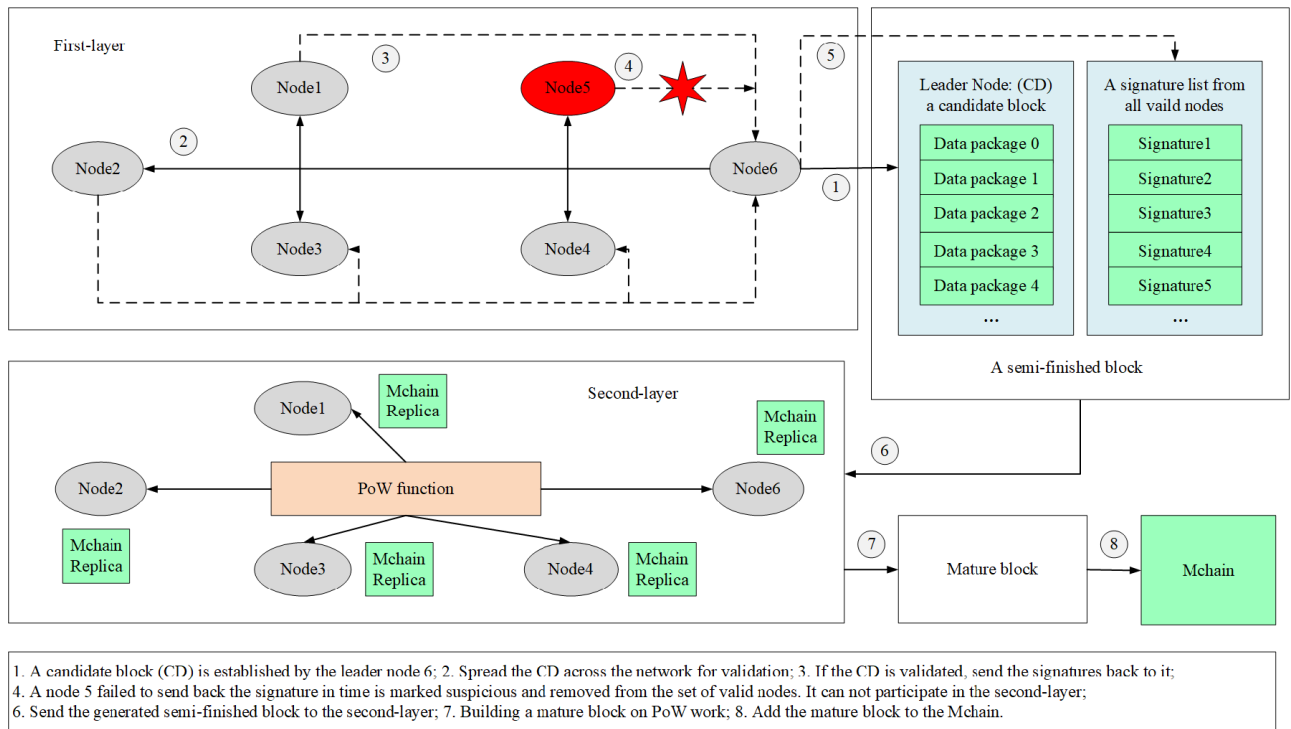 First-layer
3
4
5
Node1
Node5
Leader Node: (CD)
a candidate block
A signature list from
all vaild nodes
Data package 0
Signature1
2
Node2
Node6
1
Data package 1
Signature2
Data package 2
Signature3
Node3
Node4
Data package 3
Signature4
Data package 4
Signature5
...
...
A semi-finished block
Second-layer
Node1
Mchain
Replica
Mchain
Replica
6
Node2
PoW function
Node6
Mchain
Replica
Node3
Mchain
Replica
Node4
Mchain
Replica
7
Mature block
8
Mchain
1. A candidate block (CD) is established by the leader node 6; 2. Spread the CD across the network for validation; 3. If the CD is validated, send the signatures back to it;
4. A node 5 failed to send back the signature in time is marked suspicious and removed from the set of valid nodes. It can not participate in the second-layer;
6. Send the generated semi-finished block to the second-layer; 7. Building a mature block on PoW work; 8. Add the mature block to the Mchain.